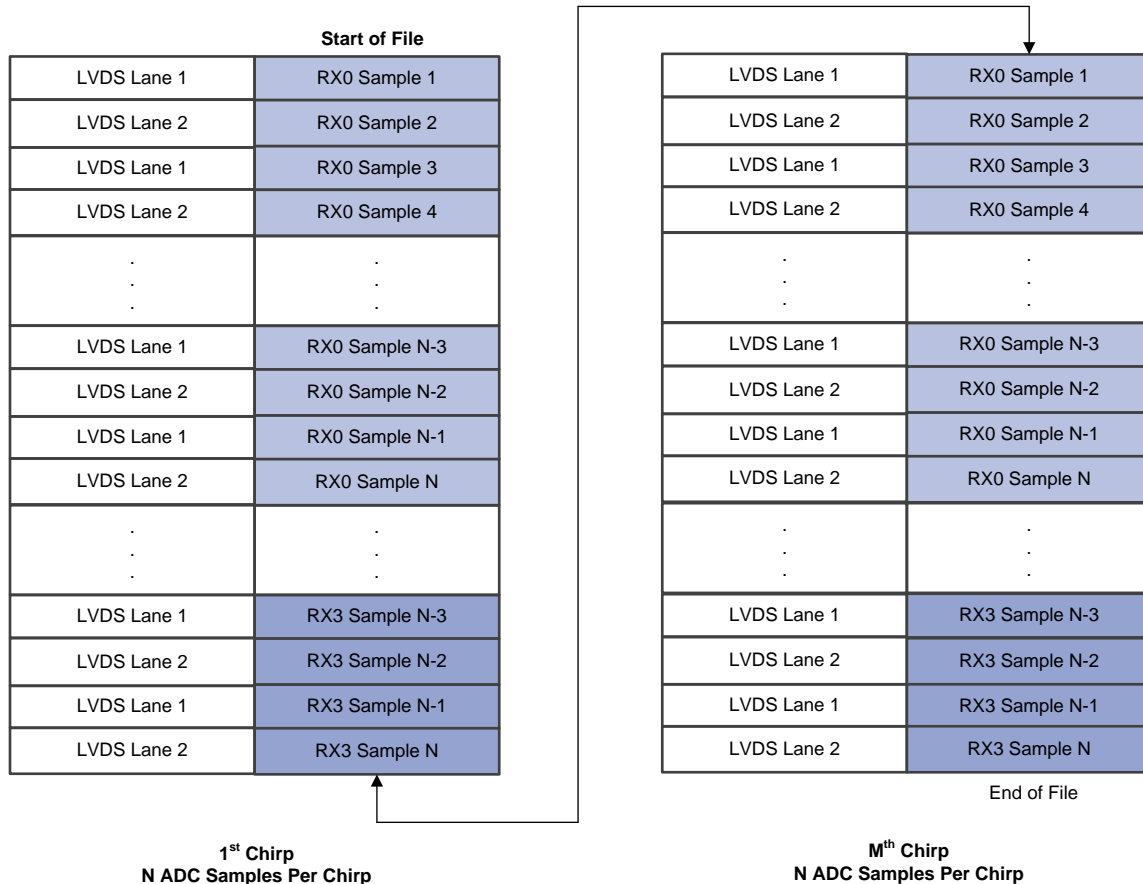 Start of File
LVDS Lane 1 RX0 Sample 1
LVDS Lane 2 RX0 Sample 2
LVDS Lane 1 RX0 Sample 3
LVDS Lane 2 RX0 Sample 4
. .
. .
. .
LVDS Lane 1 RX0 Sample N-3
LVDS Lane 2 RX0 Sample N-2
LVDS Lane 1 RX0 Sample N-1
LVDS Lane 2 RX0 Sample N
. .
. .
. .
LVDS Lane 1 RX3 Sample N-3
LVDS Lane 2 RX3 Sample N-2
LVDS Lane 1 RX3 Sample N-1
LVDS Lane 2 RX3 Sample N
1st Chirp
N ADC Samples Per Chirp
LVDS Lane 1 RX0 Sample 1
LVDS Lane 2 RX0 Sample 2
LVDS Lane 1 RX0 Sample 3
LVDS Lane 2 RX0 Sample 4
. .
. .
. .
LVDS Lane 1 RX0 Sample N-3
LVDS Lane 2 RX0 Sample N-2
LVDS Lane 1 RX0 Sample N-1
LVDS Lane 2 RX0 Sample N
. .
. .
. .
LVDS Lane 1 RX3 Sample N-3
LVDS Lane 2 RX3 Sample N-2
LVDS Lane 1 RX3 Sample N-1
LVDS Lane 2 RX3 Sample N
End of File
Mth Chirp
N ADC Samples Per Chirp